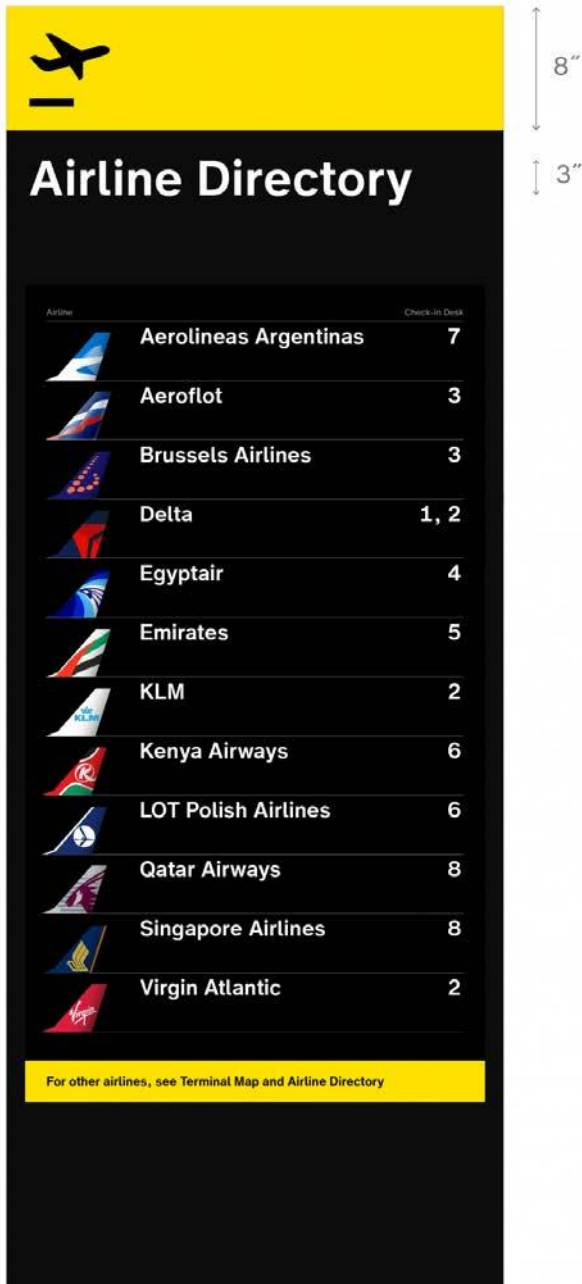 8″
Airline Directory
3″
Airline Check-in Desk
Aerolineas Argentinas 7
Aeroflot 3
Brussels Airlines 3
Delta 1, 2
Egyptair 4
Emirates 5
KLM 2
KLM
Kenya Airways 6
K
LOT Polish Airlines 6
Qatar Airways 8
Singapore Airlines 8
Virgin Atlantic 2
Virgin
For other airlines, see Terminal Map and Airline Directory